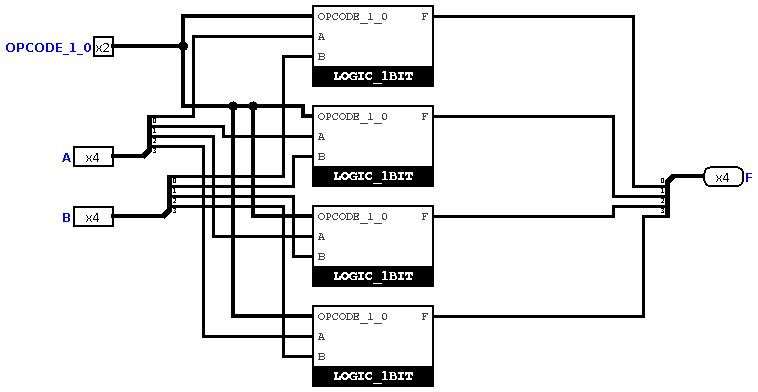 OPCODE_1_0 x2
OPCODE_1_0 F
A
B
LOGIC_1BIT
OPCODE_1_0 F
A
B
LOGIC_1BIT
A x4
0
1
2
3
B x4
0
1
2
3
OPCODE_1_0 F
A
B
LOGIC_1BIT
OPCODE_1_0 F
A
B
LOGIC_1BIT
0
1
2
3
x4 F